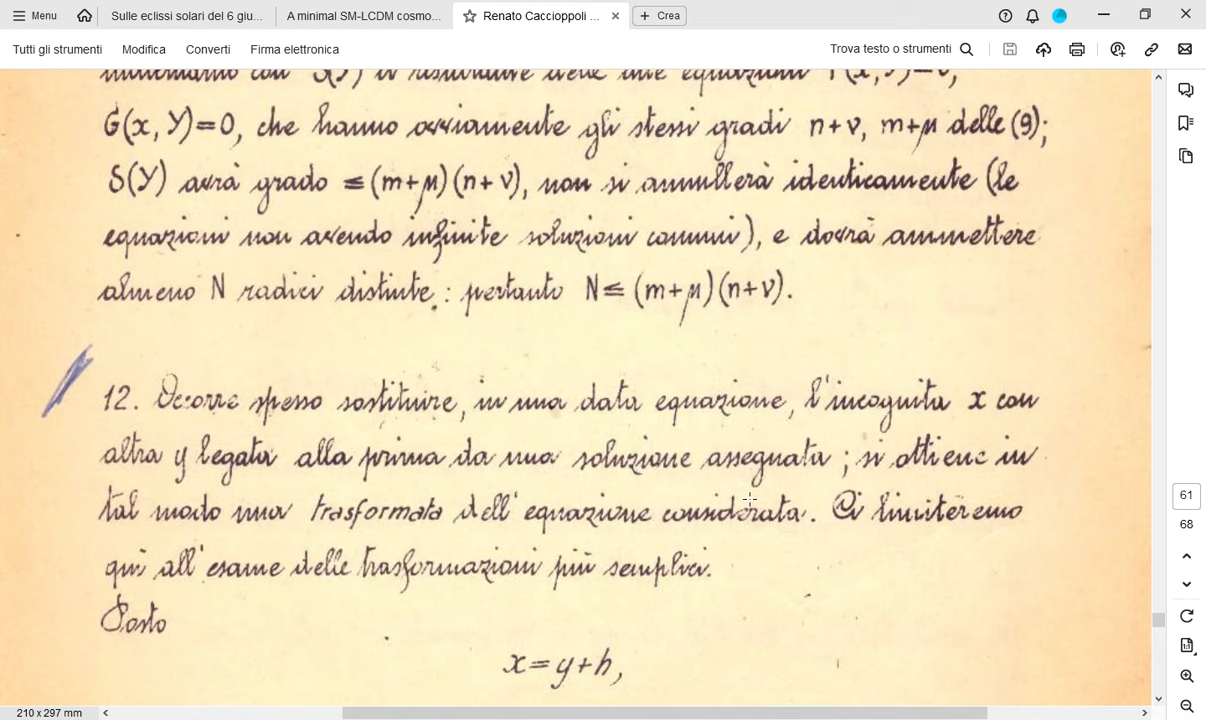 Menu
Sulle eclissi solari del 6 giu...
A minimal SM-LCDM cosmo...
Renato Caccioppoli ...
Crea
Tutti gli strumenti
Modifica
Converti
Firma elettronica
Trova testo o strumenti
equazioni
G(x, Y)=0, che hanno ovviamente gli stessi gradi n+ν, m+μ delle (9);
S(Y) avrà grado ≤(m+μ)(n+ν), non si annullerà identicamente (le
equazioni non avendo infinite soluzioni comuni), e dovrà ammettere
almeno N radici distinte: pertanto N≤(m+μ)(n+ν).
12. Occorre spesso sostituire, in una data equazione, l'incognita x con
altra y legata alla prima da una soluzione assegnata; si ottiene in
tal modo una trasformata dell'equazione considerata. Ci limiteremo
qui all'esame delle trasformazioni più semplici.
Posto
x=y+h,
61
68
210 x 297 mm